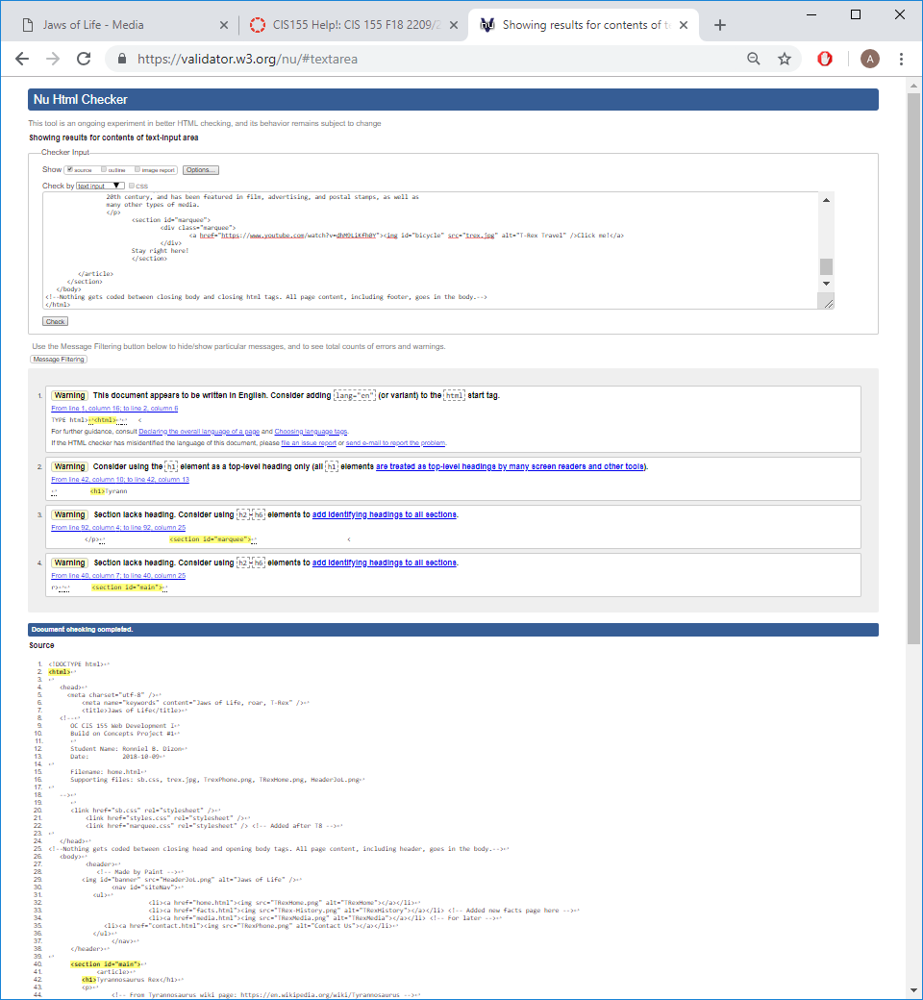 Jaws of Life - Media
CIS155 Help!: CIS 155 F18 2209/2
Showing results for contents of te
https://validator.w3.org/nu/#textarea
A
Nu Html Checker
This tool is an ongoing experiment in better HTML checking, and its behavior remains subject to change
Showing results for contents of text-input area
Checker Input
Show source outline image report Options...
Check by text input CSS
20th century, and has been featured in film, advertising, and postal stamps, as well as
many other types of media.
</p>
<section id="marquee">
<div class="marquee">
<a href="https://www.youtube.com/watch?v=dhM9LiKfh0Y"><img id="bicycle" src="trex.jpg" alt="T-Rex Travel" />Click me!</a>
</div>
Stay right here!
</section>
</article>
</section>
</body>
<!--Nothing gets coded between closing body and closing html tags. All page content, including footer, goes in the body.-->
</html>
Check
Use the Message Filtering button below to hide/show particular messages, and to see total counts of errors and warnings.
Message Filtering
1. Warning This document appears to be written in English. Consider adding lang="en" (or variant) to the html start tag.
From line 1, column 16; to line 2, column 6
TYPE html>↩<html>↩↩ <
For further guidance, consult Declaring the overall language of a page and Choosing language tags.
If the HTML checker has misidentified the language of this document, please file an issue report or send e-mail to report the problem.
2. Warning Consider using the h1 element as a top-level heading only (all h1 elements are treated as top-level headings by many screen readers and other tools).
From line 42, column 10; to line 42, column 13
↩ <h1>Tyrann
3. Warning Section lacks heading. Consider using h2-h6 elements to add identifying headings to all sections.
From line 92, column 4; to line 92, column 25
</p>↩ <section id="marquee">↩ <
4. Warning Section lacks heading. Consider using h2-h6 elements to add identifying headings to all sections.
From line 40, column 7; to line 40, column 25
r>↩↩ <section id="main">↩
Document checking completed.
Source
1. <!DOCTYPE html>↩
2. <html>↩
3. ↩
4. <head>↩
5. <meta charset="utf-8" />↩
6. <meta name="keywords" content="Jaws of Life, roar, T-Rex" />↩
7. <title>Jaws of Life</title>↩
8. <!--↩
9. OC CIS 155 Web Development I↩
10. Build on Concepts Project #1↩
11. ↩
12. Student Name: Ronniel B. Dizon↩
13. Date: 2018-10-09↩
14. ↩
15. Filename: home.html↩
16. Supporting files: sb.css, trex.jpg, TrexPhone.png, TRexHome.png, HeaderJoL.png↩
17. ↩
18. -->↩
19. ↩
20. <link href="sb.css" rel="stylesheet" />↩
21. <link href="styles.css" rel="stylesheet" />↩
22. <link href="marquee.css" rel="stylesheet" /> <!-- Added after T8 -->↩
23. ↩
24. </head>↩
25. <!--Nothing gets coded between closing head and opening body tags. All page content, including header, goes in the body.-->↩
26. <body>↩
27. <header>↩
28. <!-- Made by Paint -->↩
29. <img id="banner" src="HeaderJoL.png" alt="Jaws of Life" />↩
30. <nav id="siteNav">↩
31. <ul>↩
32. <li><a href="home.html"><img src="TRexHome.png" alt="TRexHome"></a></li>↩
33. <li><a href="facts.html"><img src="TRex-History.png" alt="TRexHistory"></a></li> <!-- Added new facts page here -->↩
34. <li><a href="media.html"><img src="TRexMedia.png" alt="TRexMedia"></a></li> <!-- For later -->↩
35. <li><a href="contact.html"><img src="TRexPhone.png" alt="Contact Us"></a></li>↩
36. </ul>↩
37. </nav>↩
38. </header>↩
39. ↩
40. <section id="main">↩
41. <article>↩
42. <h1>Tyrannosaurus Rex</h1>↩
43. <p>↩
44. <!-- From Tyrannosaurus wiki page: https://en.wikipedia.org/wiki/Tyrannosaurus -->↩